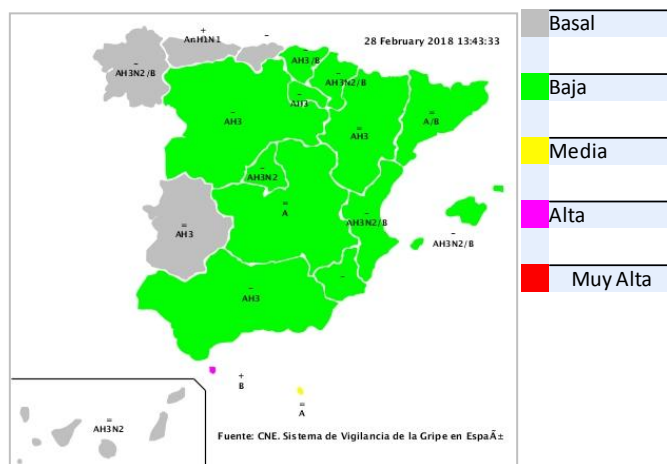 28 February 2018 13:43:33
+
AnH1N1
–
–
AH3N2/B
–
AH3/B
–
AH3N2/B
–
AH3
–
AH3
=
AH3
=
A/B
–
AH3N2
=
A
=
AH3
–
AH3N2/B
–
AH3N2/B
–
–
AH3
+
B
=
A
=
AH3N2
Fuente: CNE. Sistema de Vigilancia de la Gripe en EspaÃ±
Basal
Baja
Media
Alta
Muy Alta